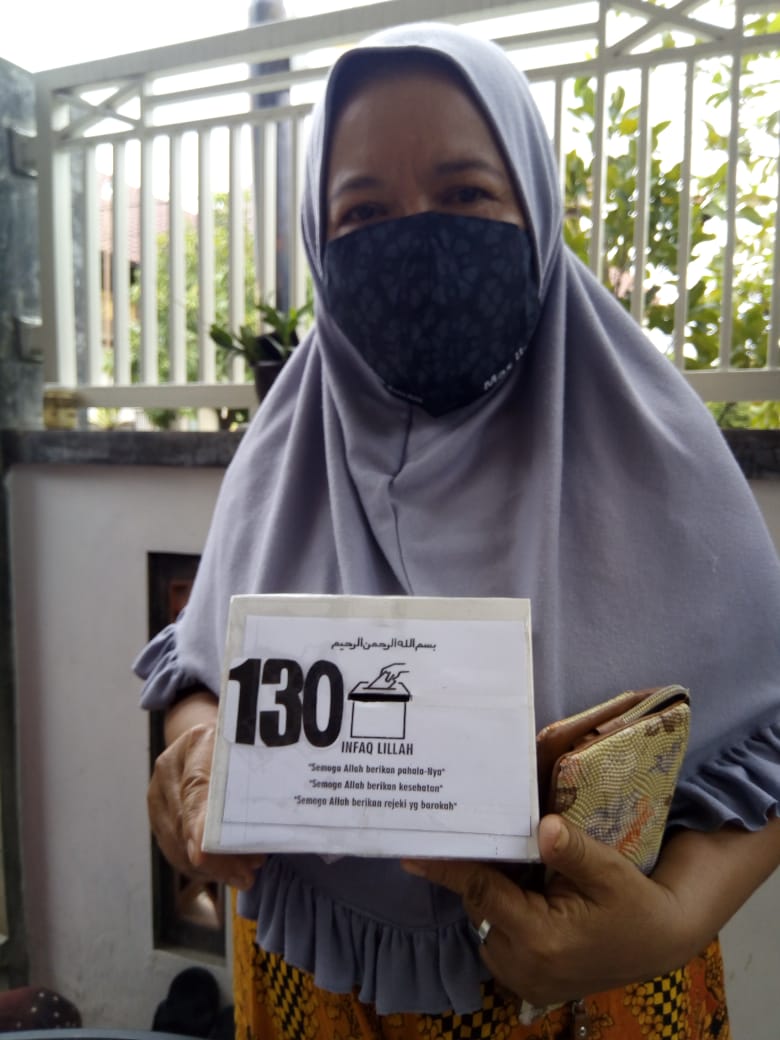 بسم الله الرحمن الرحيم
130
INFAQ LILLAH
"Semoga Allah berikan pahala-Nya"
"Semoga Allah berikan kesehatan"
"Semoga Allah berikan rejeki yg barokah"